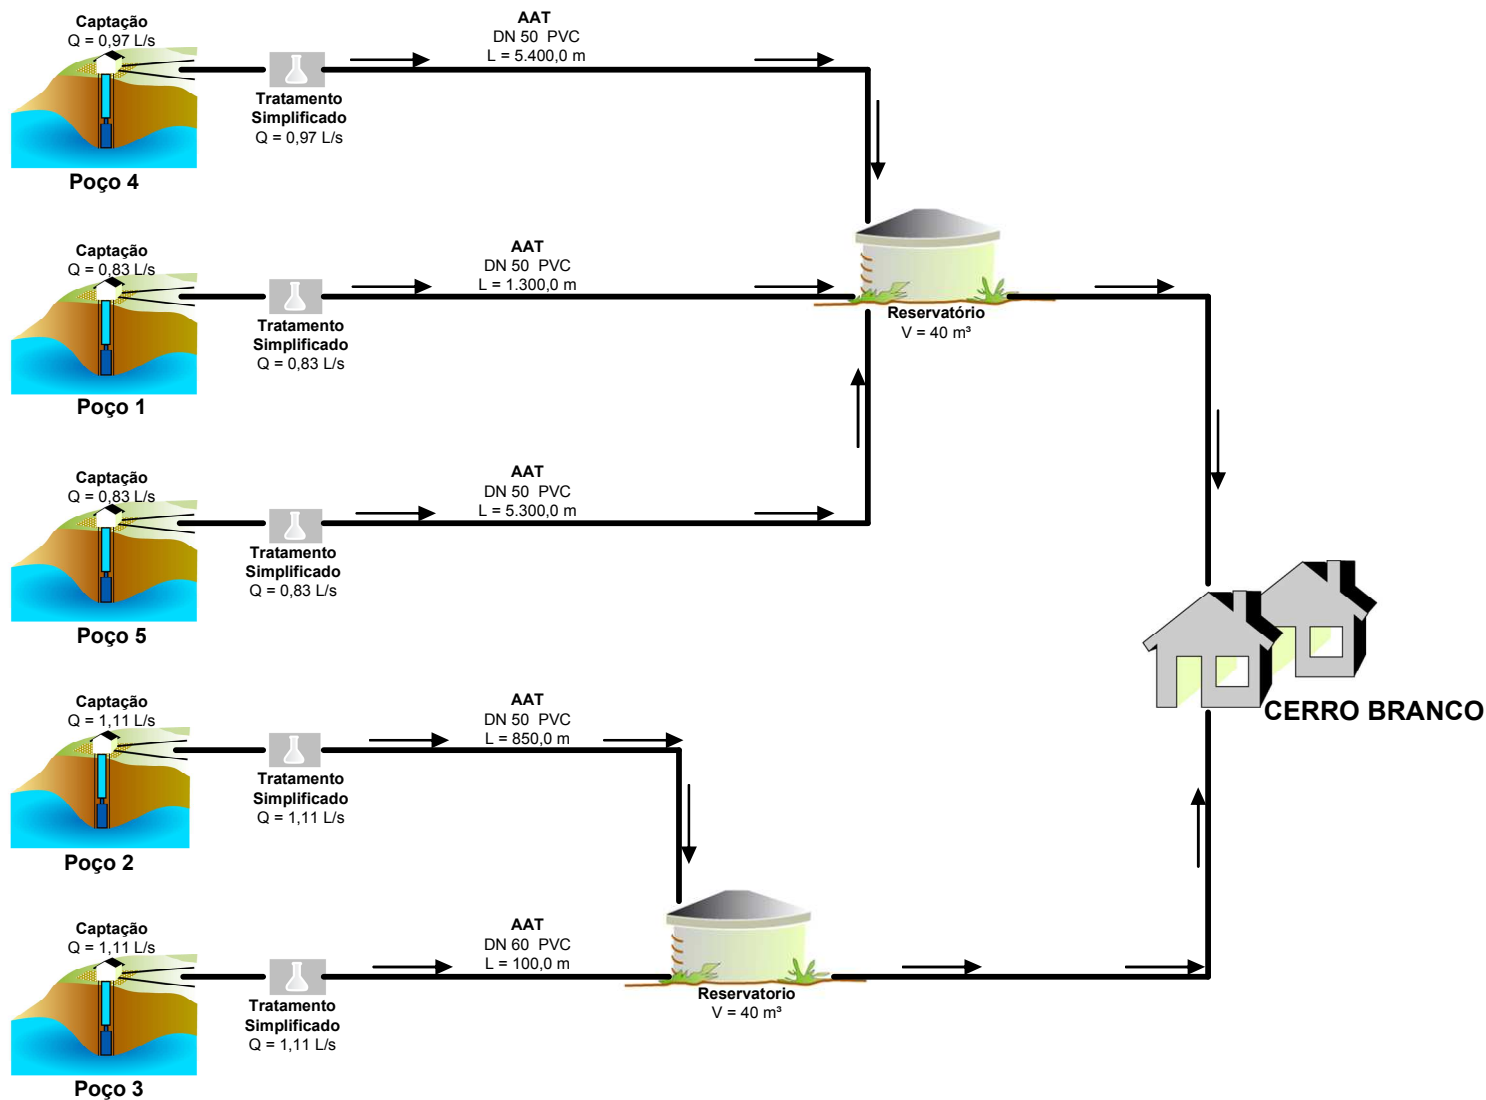 Captação
Q = 0,97 L/s
Tratamento
Simplificado
Q = 0,97 L/s
AAT
DN 50 PVC
L = 5.400,0 m
Poço 4
Captação
Q = 0,83 L/s
Tratamento
Simplificado
Q = 0,83 L/s
AAT
DN 50 PVC
L = 1.300,0 m
Poço 1
Reservatório
V = 40 m³
Captação
Q = 0,83 L/s
Tratamento
Simplificado
Q = 0,83 L/s
AAT
DN 50 PVC
L = 5.300,0 m
Poço 5
Captação
Q = 1,11 L/s
Tratamento
Simplificado
Q = 1,11 L/s
AAT
DN 50 PVC
L = 850,0 m
Poço 2
CERRO BRANCO
Captação
Q = 1,11 L/s
Tratamento
Simplificado
Q = 1,11 L/s
AAT
DN 60 PVC
L = 100,0 m
Poço 3
Reservatorio
V = 40 m³